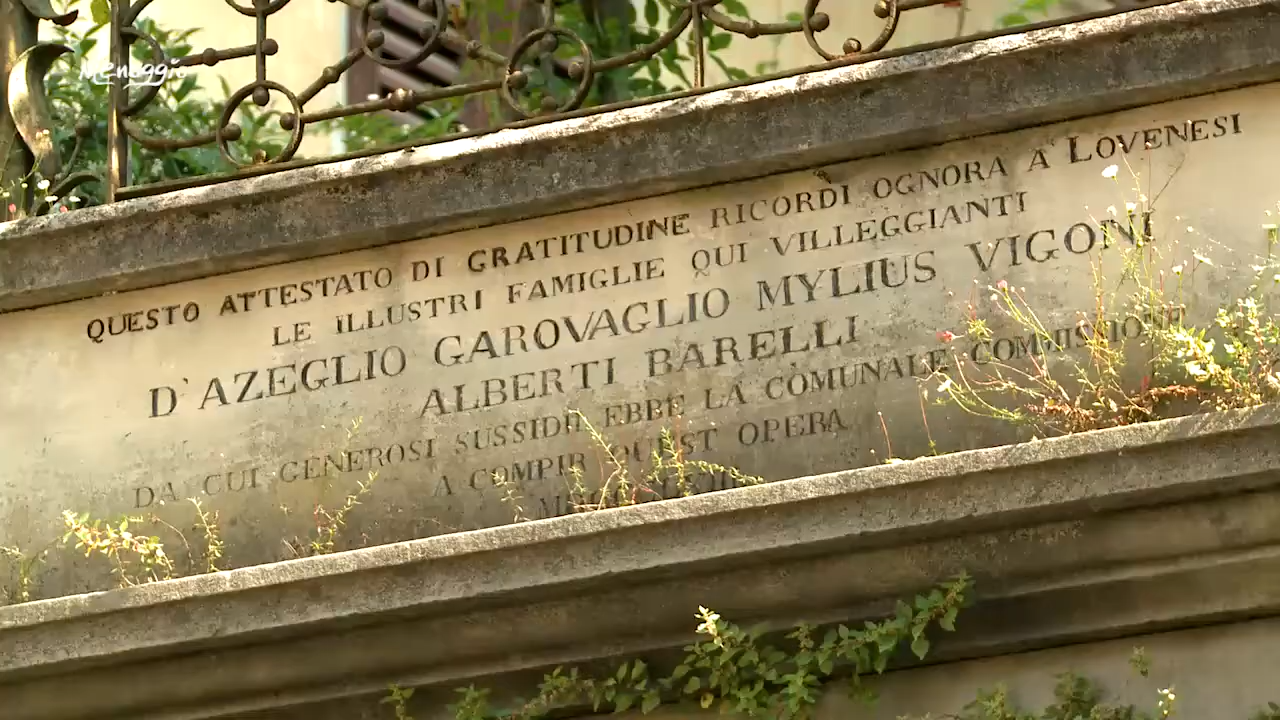 Menaggio
QUESTO ATTESTATO DI GRATITUDINE RICORDI OGNORA A' LOVENESI
LE ILLUSTRI FAMIGLIE QUI VILLEGGIANTI
D'AZEGLIO GAROVAGLIO MYLIUS VIGONI
ALBERTI BARELLI
DA CUI GENEROSI SUSSIDII EBBE LA COMUNALE COMMISSIONE
A COMPIR QUEST OPERA